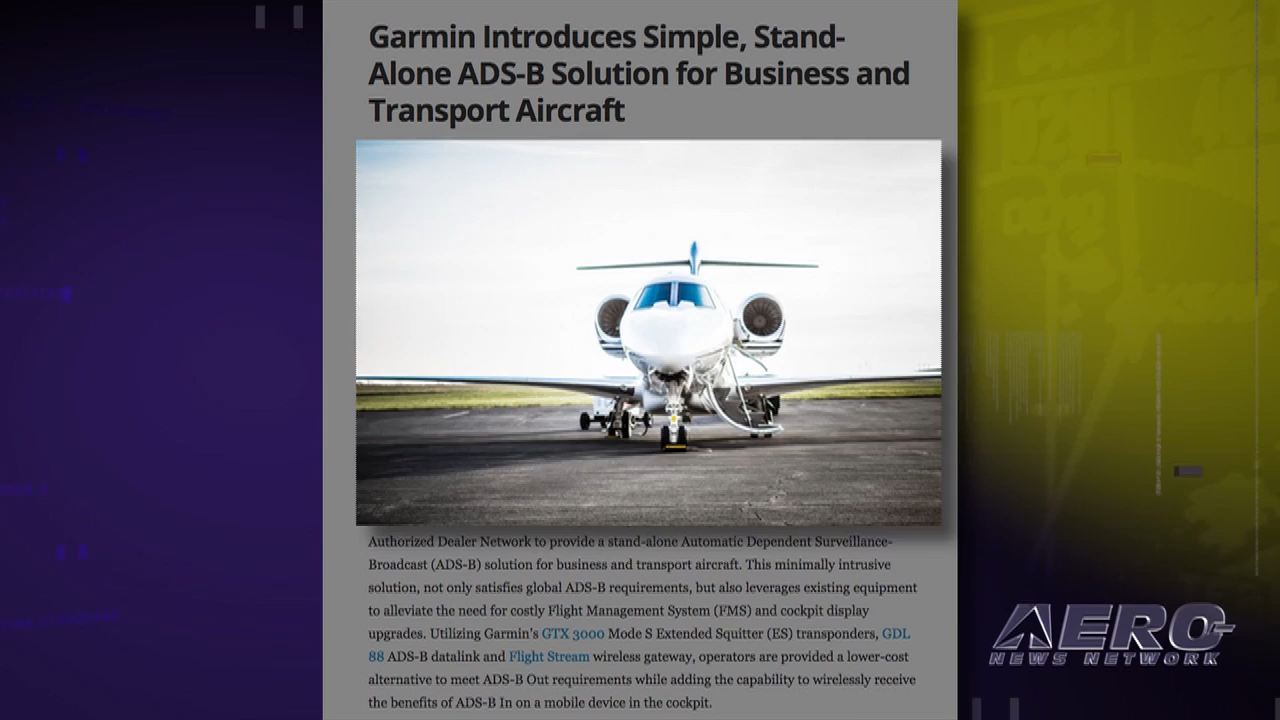 Garmin Introduces Simple, Stand-
Alone ADS-B Solution for Business and
Transport Aircraft
Authorized Dealer Network to provide a stand-alone Automatic Dependent Surveillance-
Broadcast (ADS-B) solution for business and transport aircraft. This minimally intrusive
solution, not only satisfies global ADS-B requirements, but also leverages existing equipment
to alleviate the need for costly Flight Management System (FMS) and cockpit display
upgrades. Utilizing Garmin's GTX 3000 Mode S Extended Squitter (ES) transponders, GDL
88 ADS-B datalink and Flight Stream wireless gateway, operators are provided a lower-cost
alternative to meet ADS-B Out requirements while adding the capability to wirelessly receive
the benefits of ADS-B In on a mobile device in the cockpit.
AERO
NEWS NETWORK